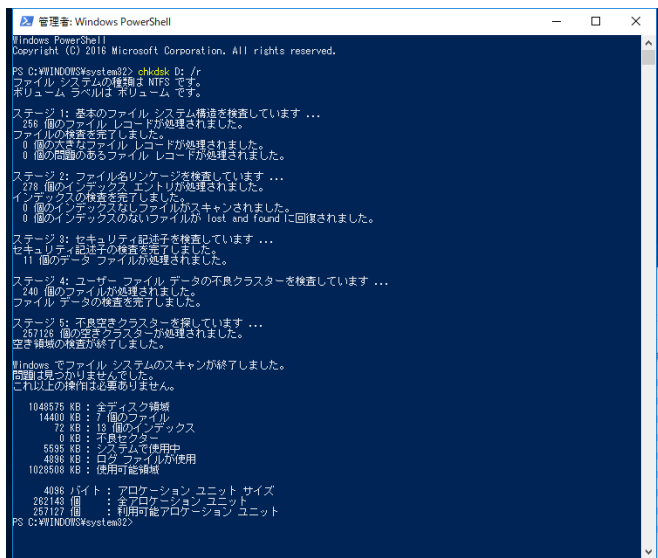 管理者: Windows PowerShell
Windows PowerShell
Copyright (C) 2016 Microsoft Corporation. All rights reserved.
PS C:¥WINDOWS¥system32> chkdsk D: /r
ファイル システムの種類は NTFS です。
ボリューム ラベルは ボリューム です。
ステージ 1: 基本のファイル システム構造を検査しています ...
256 個のファイル レコードが処理されました。
ファイルの検査を完了しました。
0 個の大きなファイル レコードが処理されました。
0 個の問題のあるファイル レコードが処理されました。
ステージ 2: ファイル名リンケージを検査しています ...
278 個のインデックス エントリが処理されました。
インデックスの検査を完了しました。
0 個のインデックスなしファイルがスキャンされました。
0 個のインデックスのないファイルが lost and found に回復されました。
ステージ 3: セキュリティ記述子を検査しています ...
セキュリティ記述子の検査を完了しました。
11 個のデータ ファイルが処理されました。
ステージ 4: ユーザー ファイル データの不良クラスターを検査しています ...
240 個のファイルが処理されました。
ファイル データの検査を完了しました。
ステージ 5: 不良空きクラスターを探しています ...
257126 個の空きクラスターが処理されました。
空き領域の検査が終了しました。
Windows でファイル システムのスキャンが終了しました。
問題は見つかりませんでした。
これ以上の操作は必要ありません。
1048575 KB : 全ディスク領域
14400 KB : 7 個のファイル
72 KB : 13 個のインデックス
0 KB : 不良セクター
5595 KB : システムで使用中
4896 KB : ログ ファイルが使用
1028508 KB : 使用可能領域
4096 バイト : アロケーション ユニット サイズ
262143 個 : 全アロケーション ユニット
257127 個 : 利用可能アロケーション ユニット
PS C:¥WINDOWS¥system32>